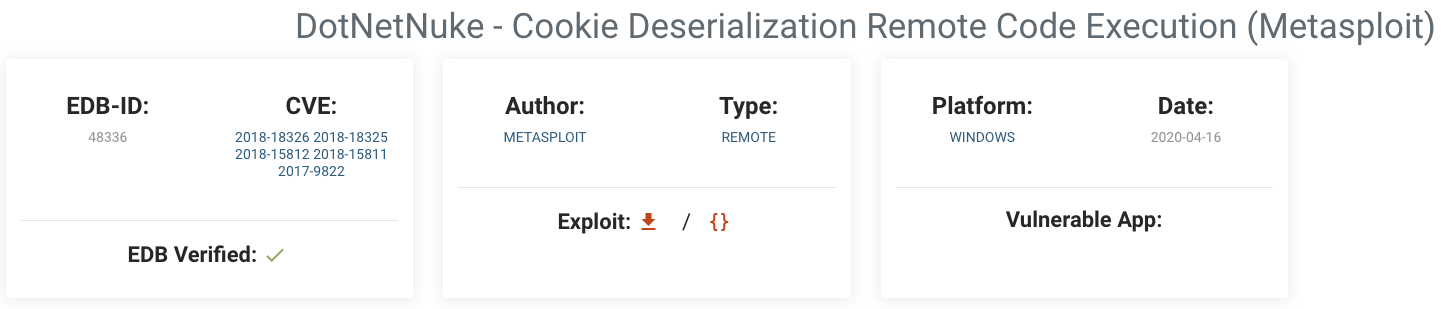 DotNetNuke - Cookie Deserialization Remote Code Execution (Metasploit)
EDB-ID:
48336
CVE:
2018-18326 2018-18325
2018-15812 2018-15811
2017-9822
EDB Verified:
Author:
METASPLOIT
Type:
REMOTE
Exploit: / {}
Platform:
WINDOWS
Date:
2020-04-16
Vulnerable App: